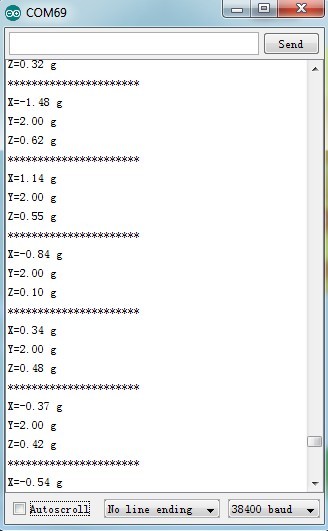 COM69
Send
Z=0.32 g
**********************
X=-1.48 g
Y=2.00 g
Z=0.62 g
**********************
X=1.14 g
Y=2.00 g
Z=0.55 g
**********************
X=-0.84 g
Y=2.00 g
Z=0.10 g
**********************
X=0.34 g
Y=2.00 g
Z=0.48 g
**********************
X=-0.37 g
Y=2.00 g
Z=0.42 g
**********************
X=-0.54 g
Autoscroll No line ending 38400 baud